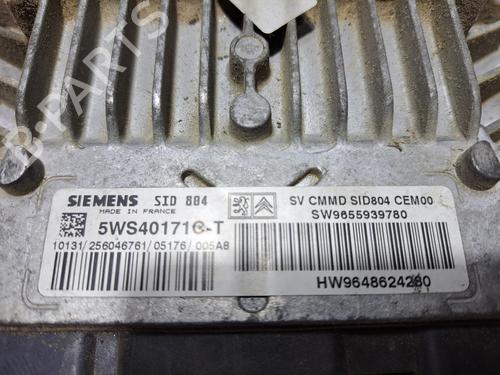 B-PARTS
SIEMENS SID 804
MADE IN FRANCE
5WS40171C-T
10131/256046761/05176/005A8
SV CMMD SID804 CEM00
SW9655939780
HW9648624280